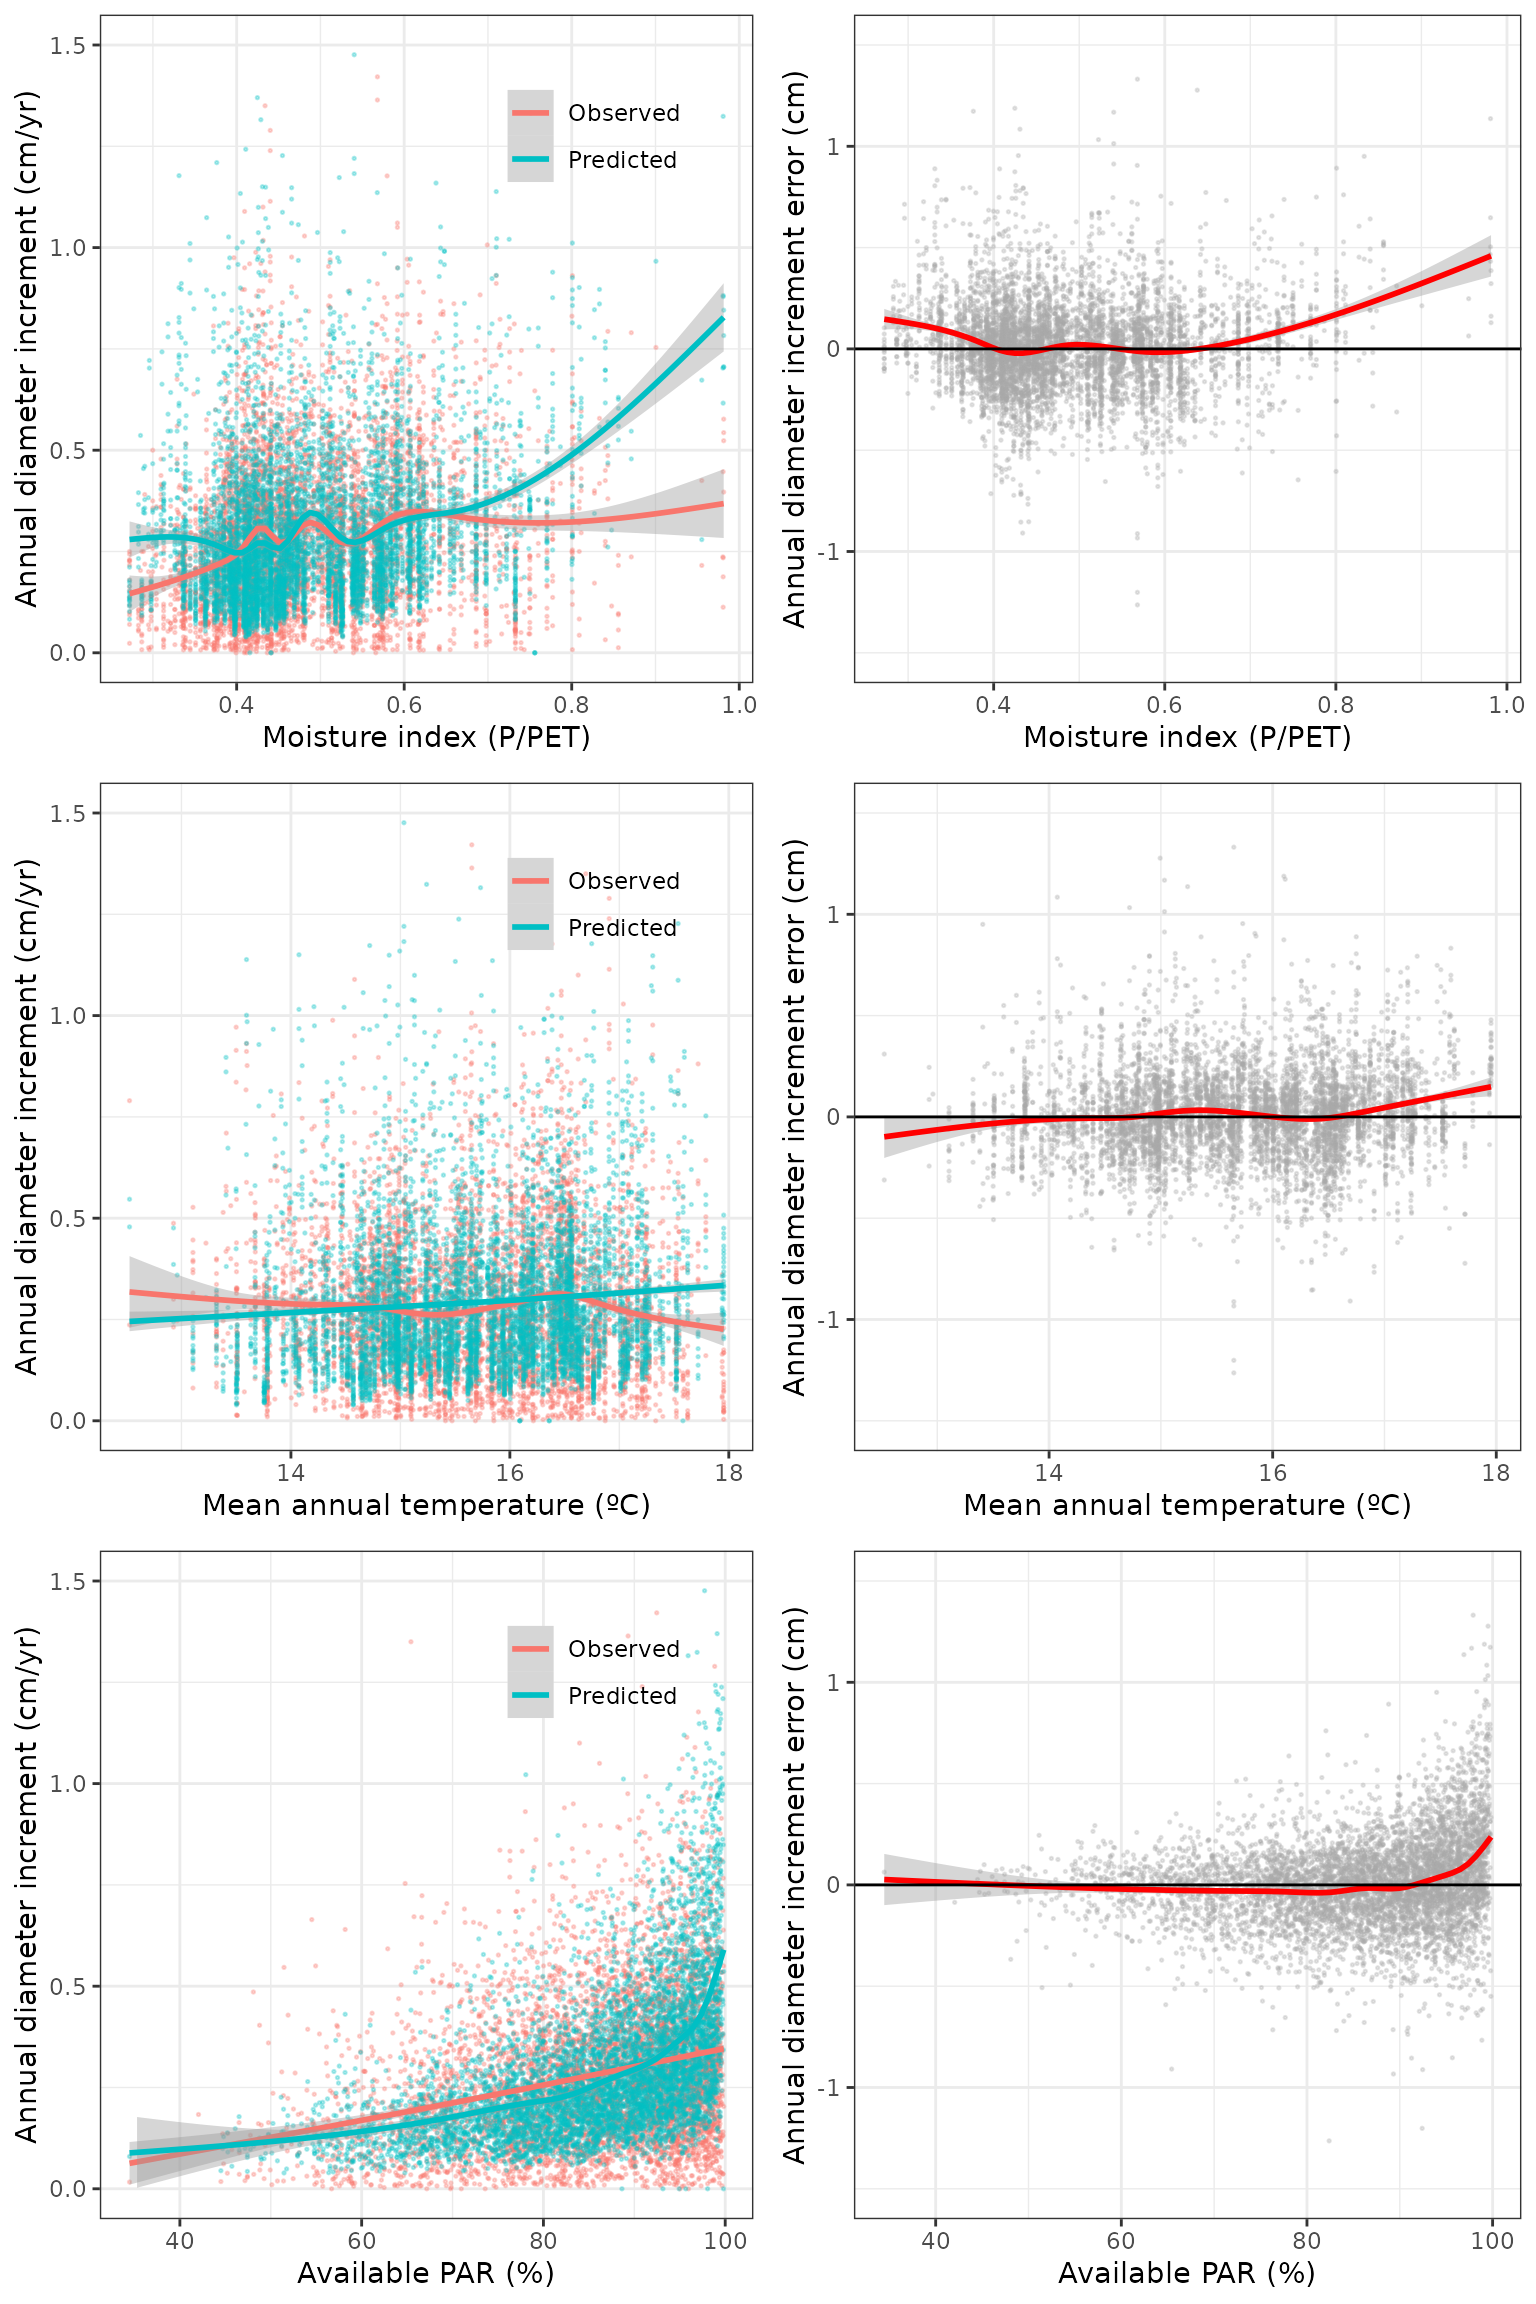 Annual diameter increment (cm/yr)
1.5
1.0
0.5
0.0
Observed
Predicted
0.4 0.6 0.8 1.0
Moisture index (P/PET)
Annual diameter increment error (cm)
1
0
-1
0.4 0.6 0.8 1.0
Moisture index (P/PET)
Annual diameter increment (cm/yr)
1.5
1.0
0.5
0.0
Observed
Predicted
14 16 18
Mean annual temperature (ºC)
Annual diameter increment error (cm)
1
0
-1
14 16 18
Mean annual temperature (ºC)
Annual diameter increment (cm/yr)
1.5
1.0
0.5
0.0
Observed
Predicted
40 60 80 100
Available PAR (%)
Annual diameter increment error (cm)
1
0
-1
40 60 80 100
Available PAR (%)